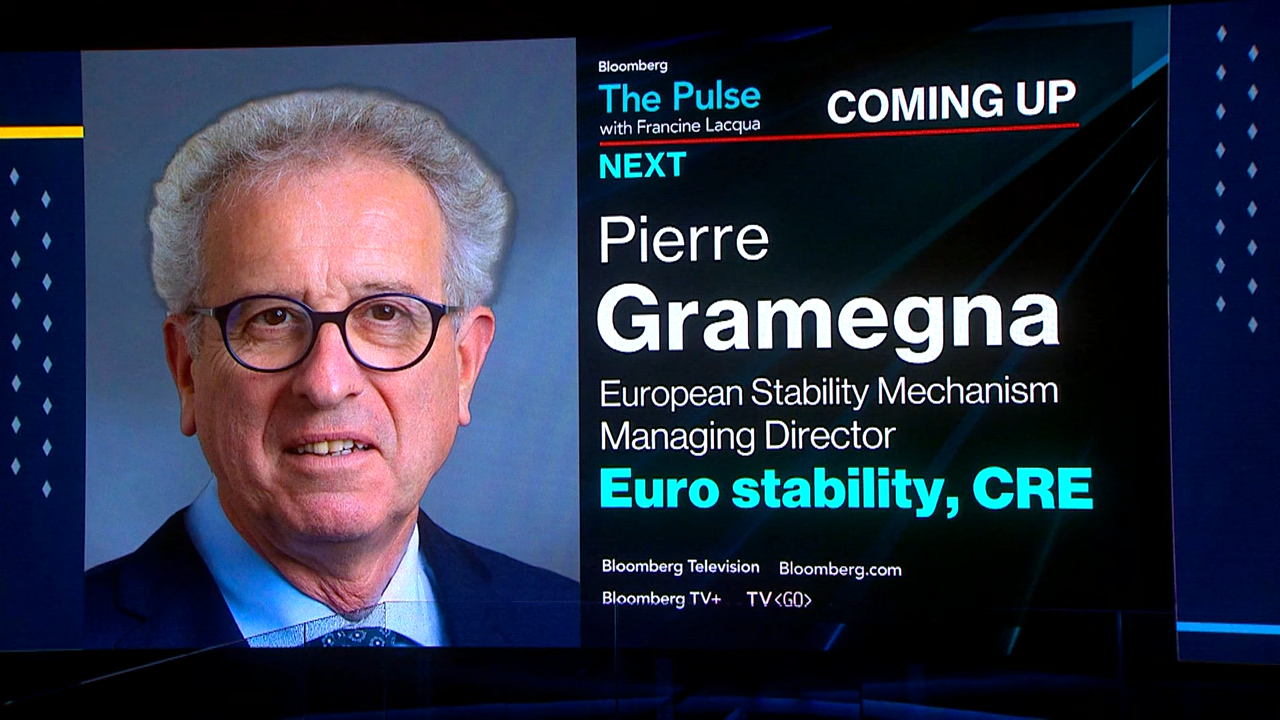 Bloomberg
The Pulse
with Francine Lacqua
COMING UP
NEXT
Pierre
Gramegna
European Stability Mechanism
Managing Director
Euro stability, CRE
Bloomberg Television Bloomberg.com
Bloomberg TV+ TV<GO>